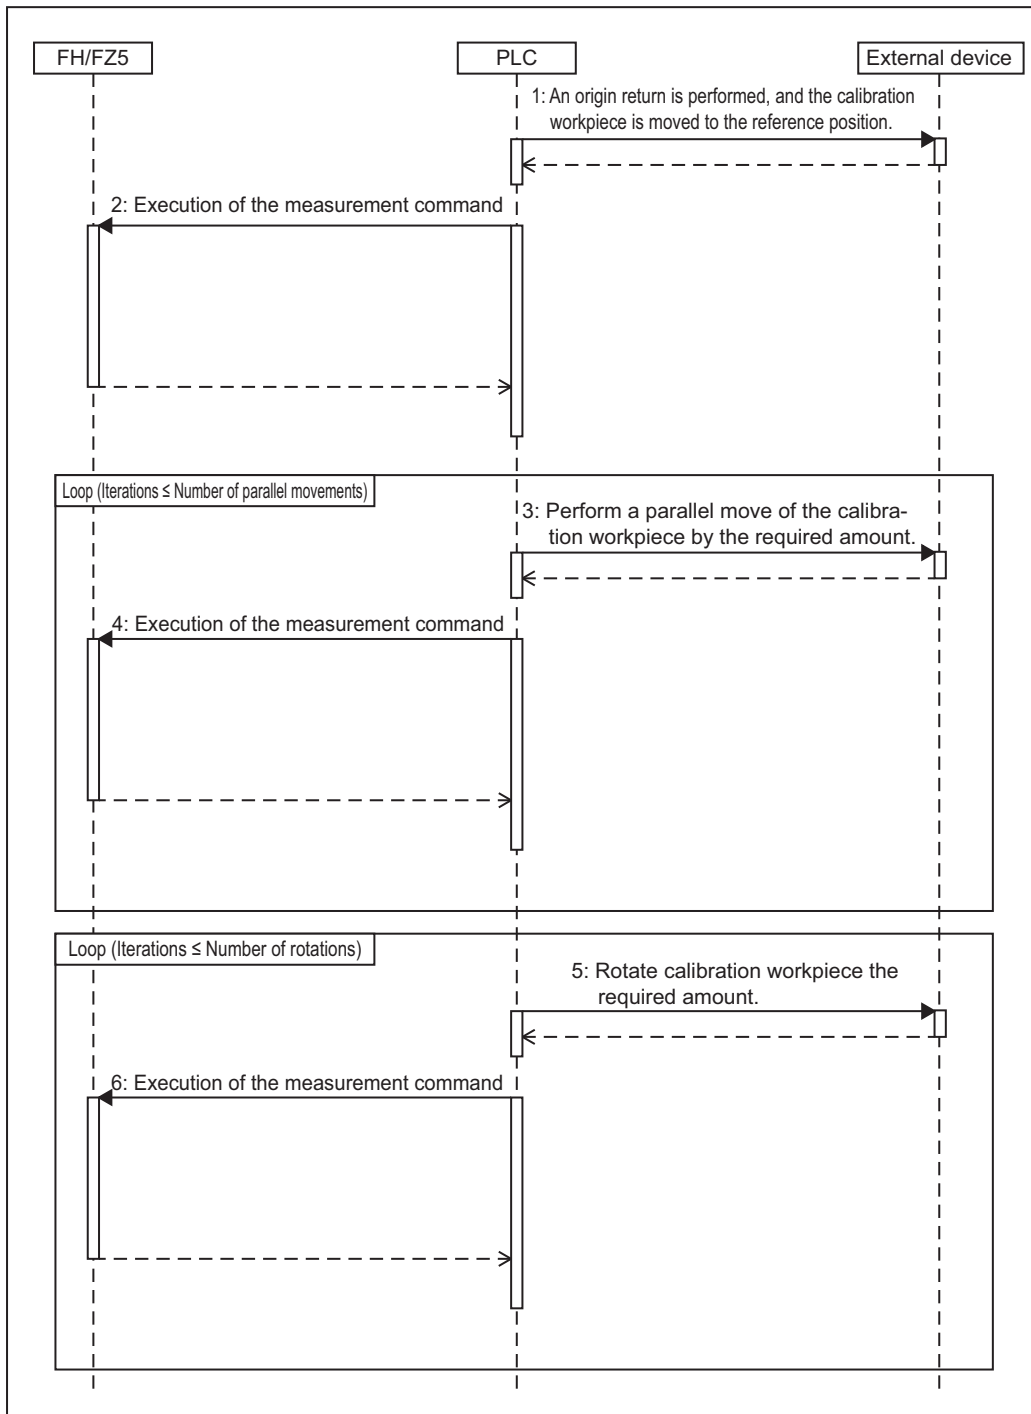 FH/FZ5
PLC
External device
1: An origin return is performed, and the calibration
workpiece is moved to the reference position.
2: Execution of the measurement command
Loop (Iterations ≤ Number of parallel movements)
3: Perform a parallel move of the calibra-
tion workpiece by the required amount.
4: Execution of the measurement command
Loop (Iterations ≤ Number of rotations)
5: Rotate calibration workpiece the
required amount.
6: Execution of the measurement command